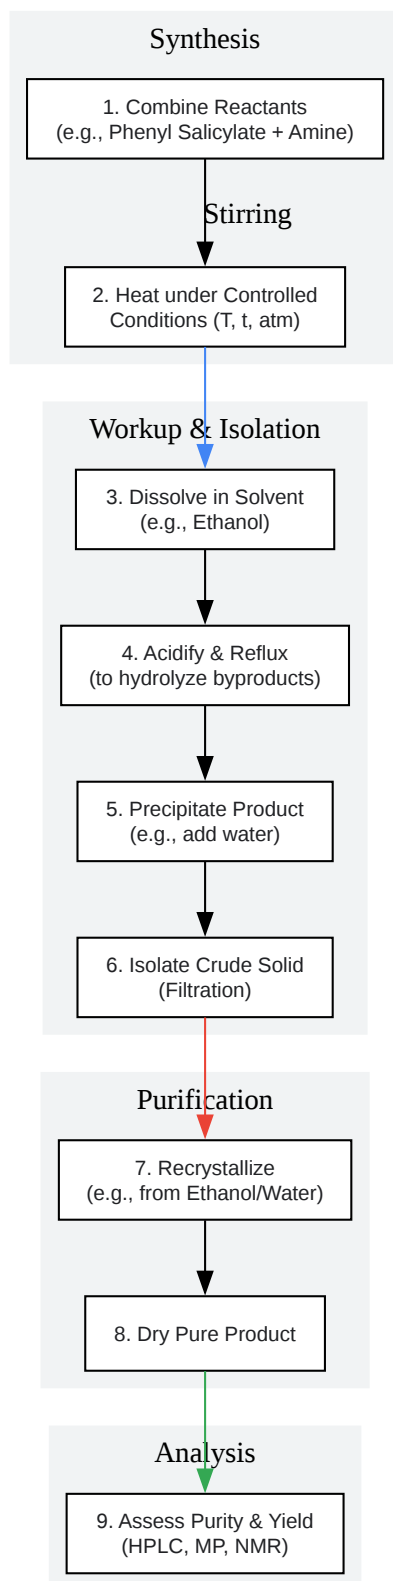 Synthesis
1. Combine Reactants
(e.g., Phenyl Salicylate + Amine)
Stirring
2. Heat under Controlled
Conditions (T, t, atm)
Workup & Isolation
3. Dissolve in Solvent
(e.g., Ethanol)
4. Acidify & Reflux
(to hydrolyze byproducts)
5. Precipitate Product
(e.g., add water)
6. Isolate Crude Solid
(Filtration)
Purification
7. Recrystallize
(e.g., from Ethanol/Water)
8. Dry Pure Product
Analysis
9. Assess Purity & Yield
(HPLC, MP, NMR)